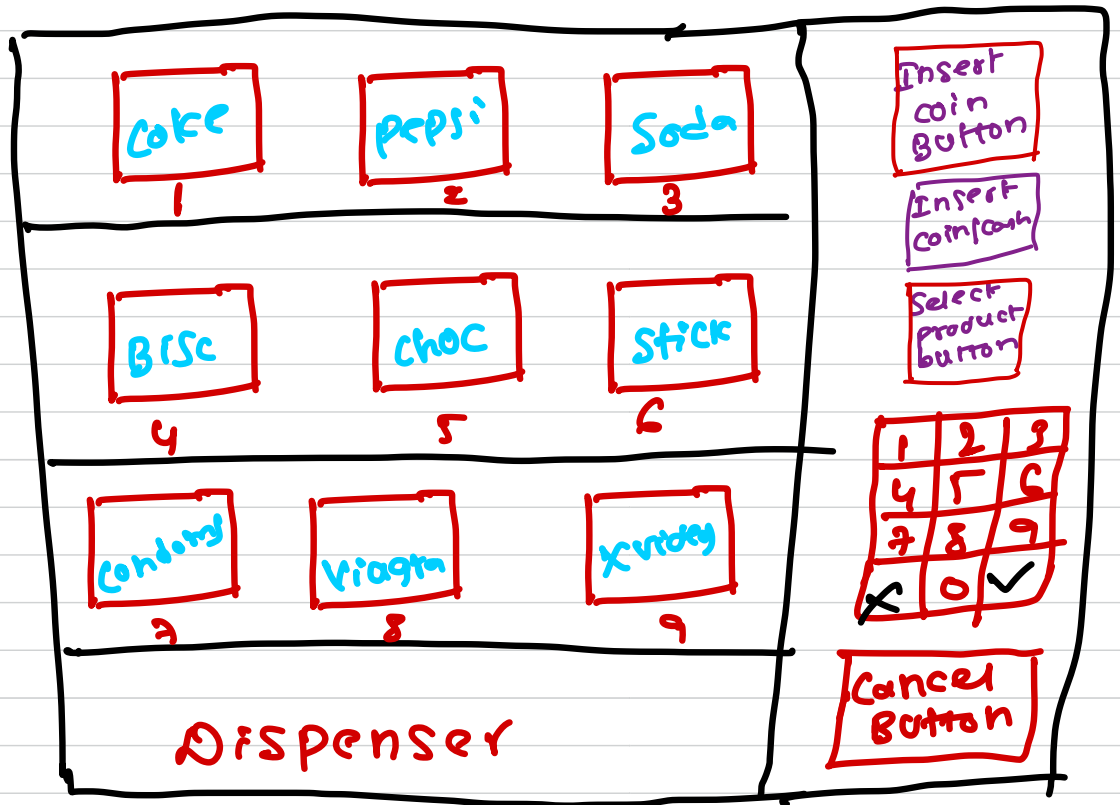 Coke
Pepsi
Soda
1
2
3
BISC
choc
Stick
4
5
6
Condoms
Viagra
7
8
9
Dispenser
Insert
coin
Button
Insert
coin/cash
Select
product
button
1 2 3
4 5 6
7 8 9
0
Cancel
Button